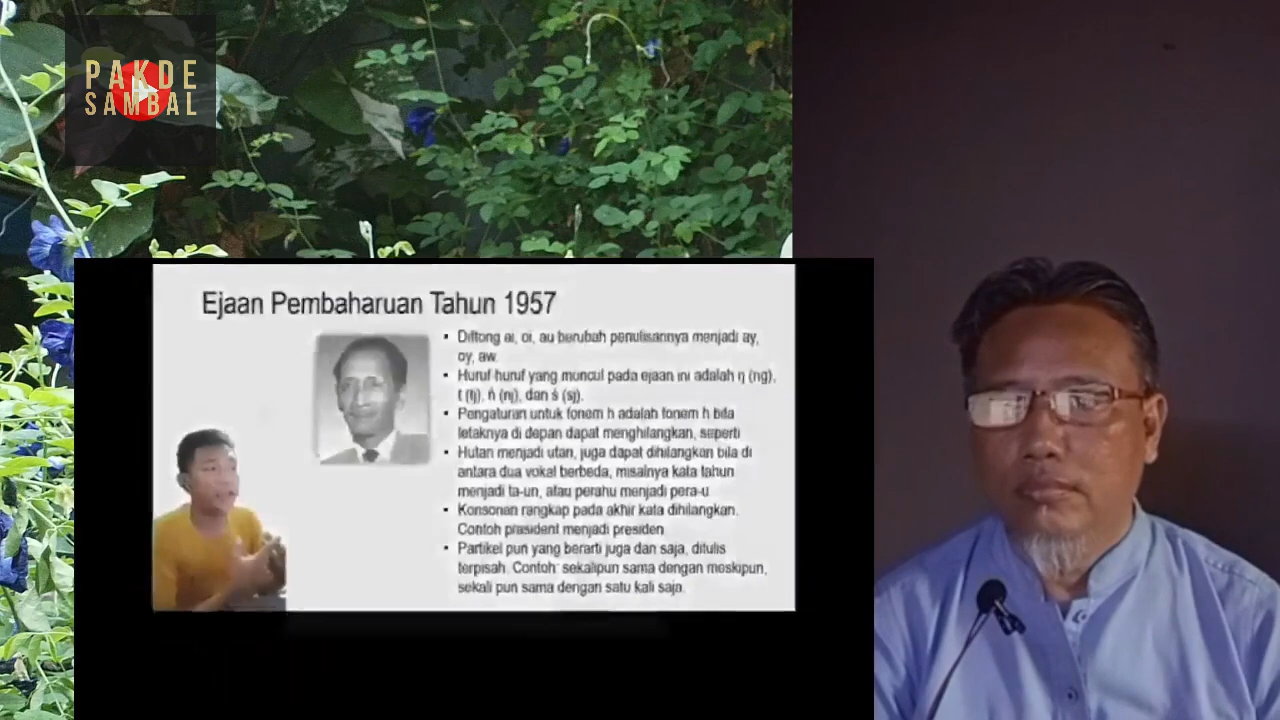 PAKDE
SAMBAL
Ejaan Pembaharuan Tahun 1957
• Diftong ai, oi, au berubah penulisannya menjadi ay,
oy, aw.
• Huruf-huruf yang muncul pada ejaan ini adalah ŋ (ng),
(tj), ń (nj), dan ś (sj).
• Pengaturan untuk fonem h adalah fonem h bila
letaknya di depan dapat menghilangkan, seperti
• Hutan menjadi utan, juga dapat dihilangkan bila di
antara dua vokal berbeda, misalnya kata tahun
menjadi ta-un, atau perahu menjadi pera-u.
• Konsonan rangkap pada akhir kata dihilangkan.
Contoh president menjadi presiden
• Partikel pun yang berarti juga dan saja, ditulis
terpisah. Contoh: sekalipun sama dengan meskipun,
sekali pun sama dengan satu kali saja.